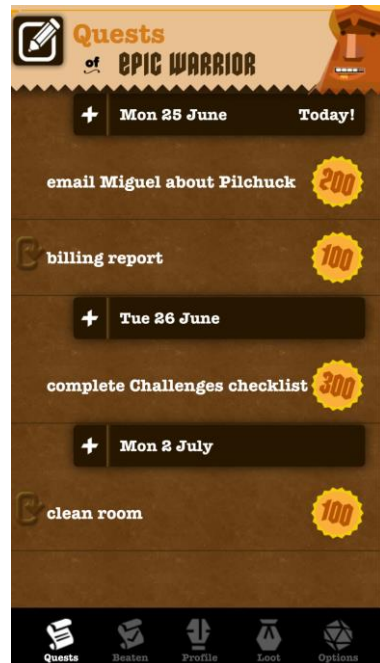 Quests
of EPIC WARRIOR
+ Mon 25 June Today!
email Miguel about Pilchuck 200
billing report 100
+ Tue 26 June
complete Challenges checklist 300
+ Mon 2 July
clean room 100
Quests Beaten Profile Loot Options